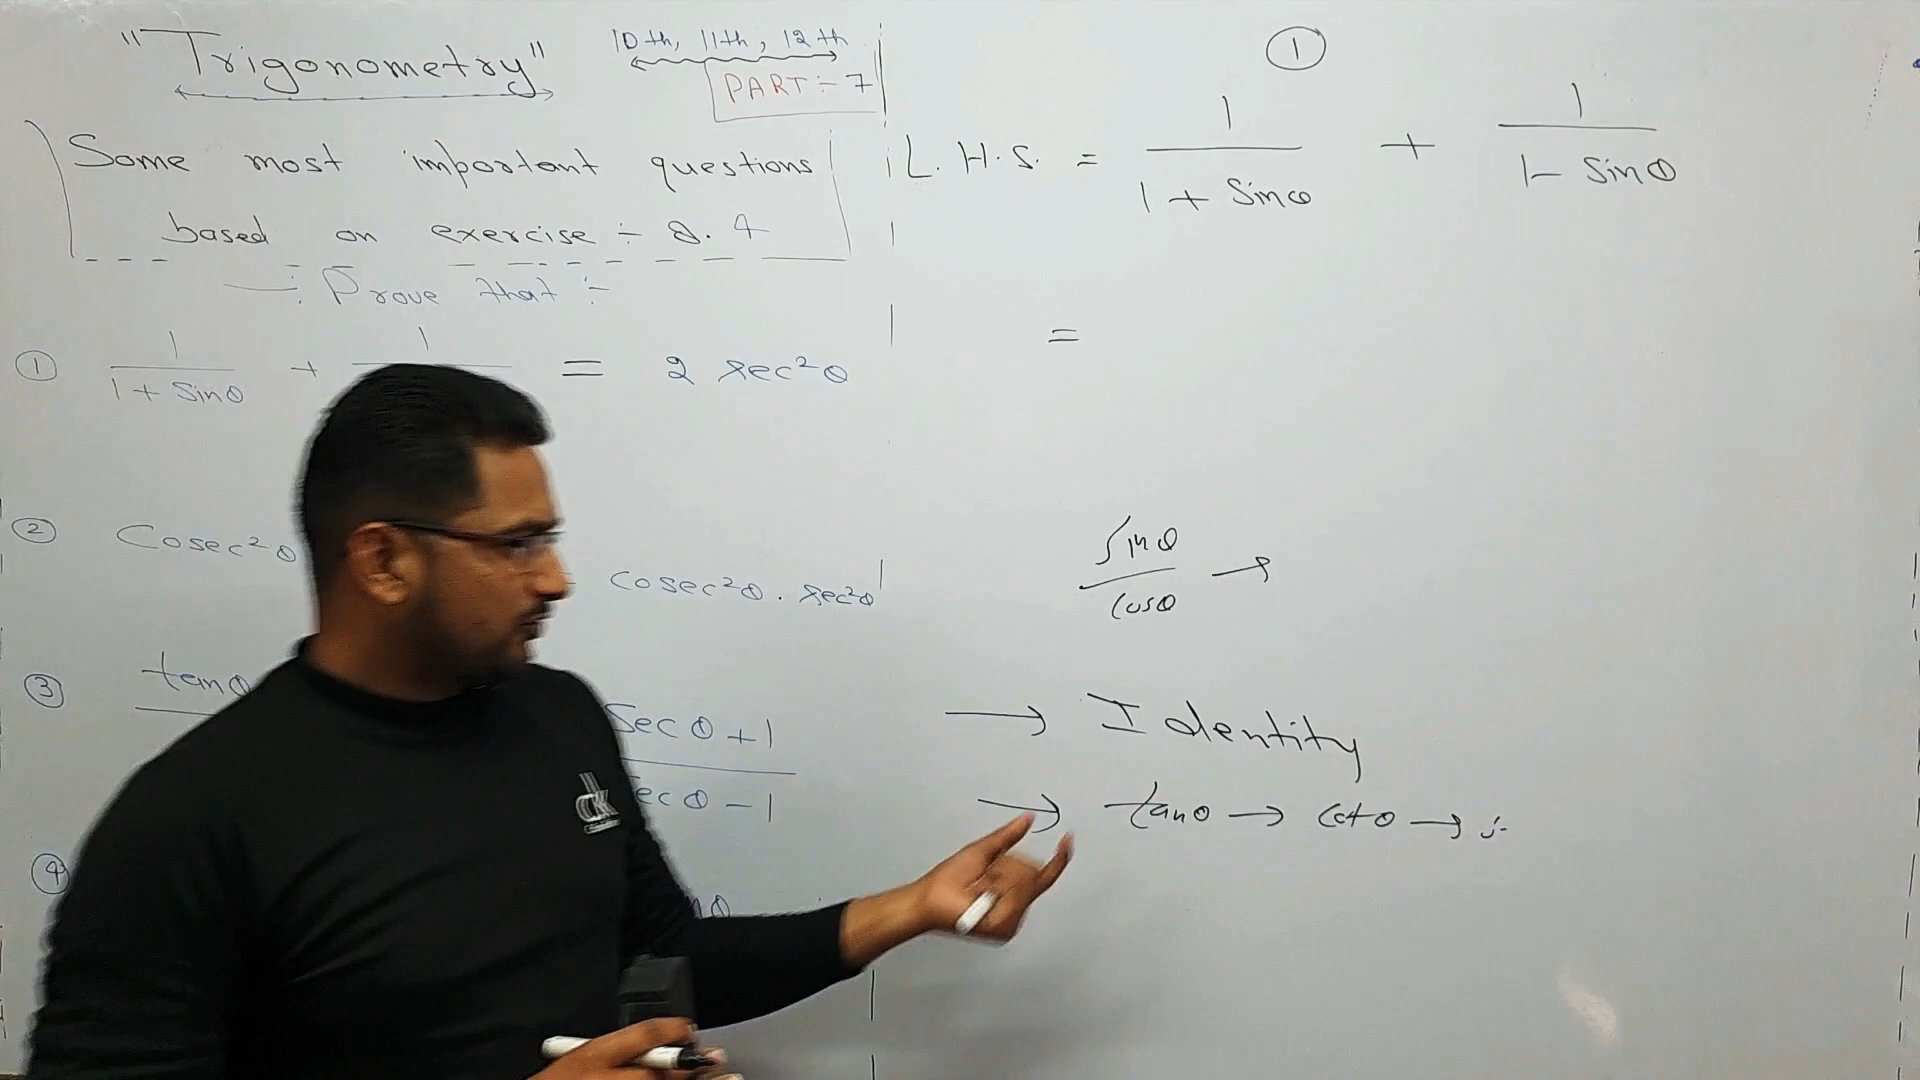 "Trigonometry"
10th, 11th, 12th
PART :- 7
Some most important questions
based on exercise :- 8.4
Prove that :-
① 1/(1 + Sinθ) + 1 = 2 sec²θ
② Cosec²θ = cosec²θ . sec²θ
③ tanθ
Secθ + 1
secθ - 1
④
①
L.H.S. = 1/(1 + Sinθ) + 1/(1 - Sinθ)
=
Sinθ/Cosθ →
→ Identity
→ tanθ → Cotθ →